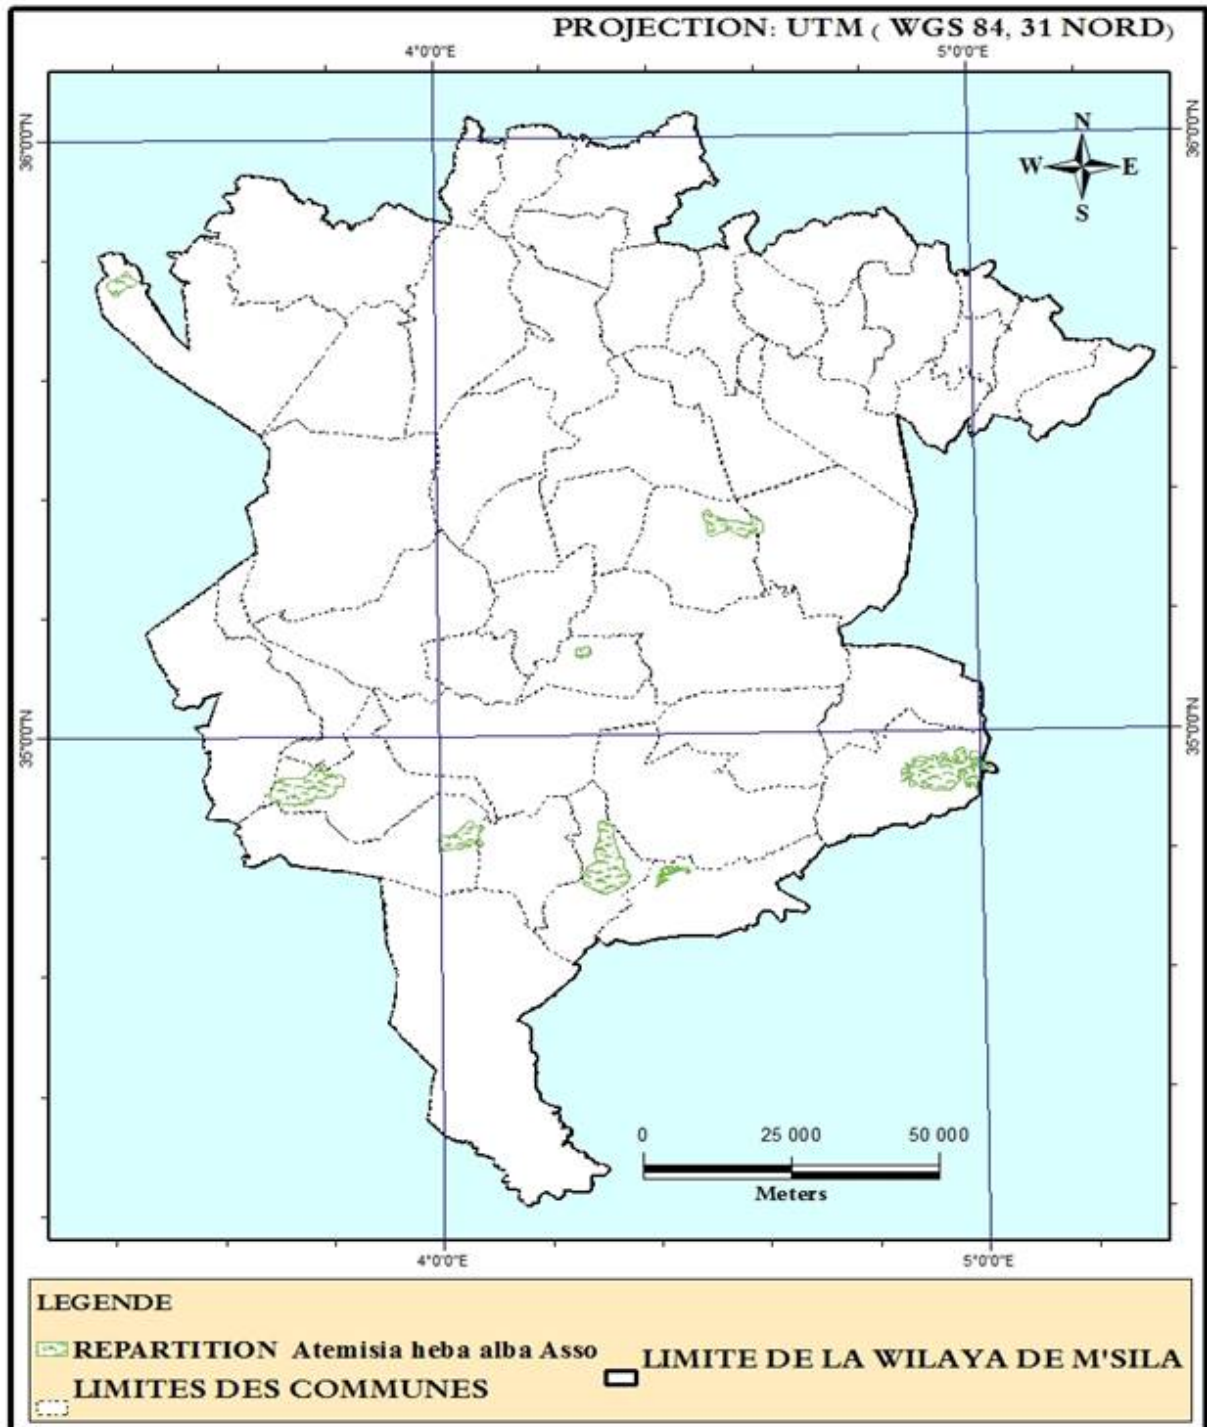 PROJECTION: UTM ( WGS 84, 31 NORD)
4°0'0"E 5°0'0"E
36°0'0"N 36°0'0"N
N
W E
S
35°0'0"N 35°0'0"N
0 25 000 50 000
Meters
4°0'0"E 5°0'0"E
LEGENDE
REPARTITION Atemisia heba alba Asso
LIMITE DE LA WILAYA DE M'SILA
LIMITES DES COMMUNES